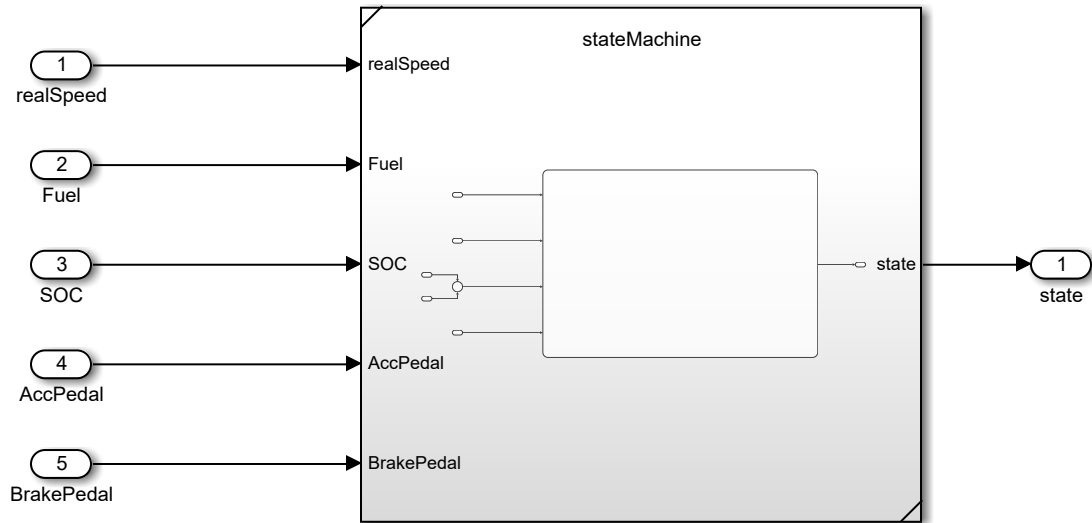 stateMachine
1
realSpeed
realSpeed
2
Fuel
Fuel
3
SOC
SOC
state
1
state
4
AccPedal
AccPedal
5
BrakePedal
BrakePedal